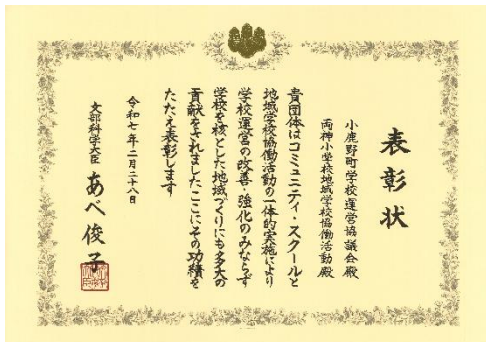 表彰状
小鹿野町学校運営協議会殿
両神小学校地域学校協働活動殿
貴団体はコミュニティ・スクールと
地域学校協働活動の一体的実施により
学校運営の改善・強化のみならず
学校を核とした地域づくりにも多大の
貢献をされましたここにその功績を
たたえ表彰します
令和七年二月二十八日
文部科学大臣 あべ俊子